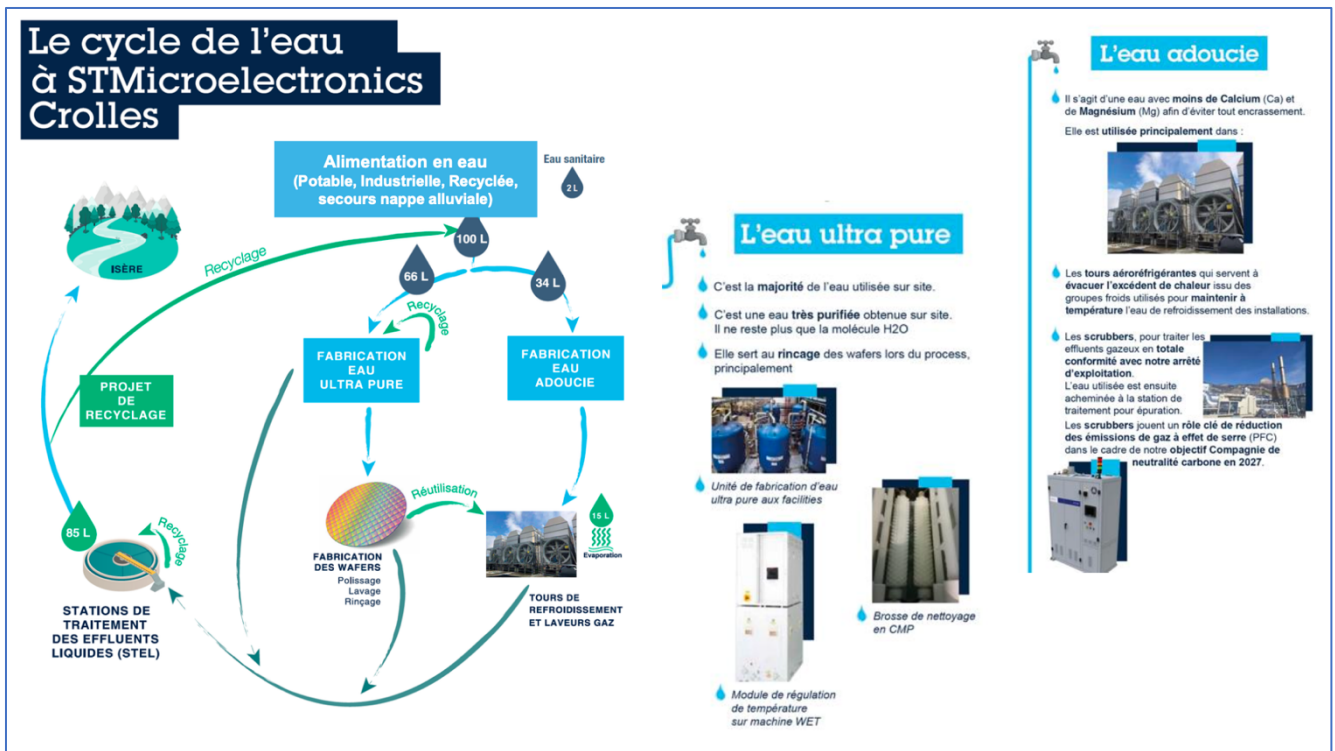 Le cycle de l'eau
à STMicroelectronics
Crolles
Alimentation en eau
(Potable, Industrielle, Recyclée,
secours nappe alluviale)
Eau sanitaire
2 L
100 L
66 L
34 L
ISÈRE
Recyclage
Recyclage
FABRICATION
EAU
ULTRA PURE
FABRICATION
EAU
ADOUCIE
PROJET
DE
RECYCLAGE
Réutilisation
15 L
Evaporation
85 L
Recyclage
FABRICATION
DES WAFERS
Polissage
Lavage
Rinçage
TOURS DE
REFROIDISSEMENT
ET LAVEURS GAZ
STATIONS DE
TRAITEMENT
DES EFFLUENTS
LIQUIDES (STEL)
L'eau ultra pure
C'est la majorité de l'eau utilisée sur site.
C'est une eau très purifiée obtenue sur site.
Il ne reste plus que la molécule H2O
Elle sert au rincage des wafers lors du process,
principalement
Unité de fabrication d'eau
ultra pure aux facilities
Brosse de nettoyage
en CMP
Module de régulation
de température
sur machine WET
L'eau adoucie
Il s'agit d'une eau avec moins de Calcium (Ca) et
de Magnésium (Mg) afin d'éviter tout encrassement.
Elle est utilisée principalement dans :
Les tours aéroréfrigérantes qui servent à
évacuer l'excédent de chaleur issu des
groupes froids utilisés pour maintenir à
température l'eau de refroidissement des installations.
Les scrubbers, pour traiter les
effluents gazeux en totale
conformité avec notre arrêté
d'exploitation.
L'eau utilisée est ensuite
acheminée à la station de
traitement pour épuration.
Les scrubbers jouent un rôle clé de réduction
des émissions de gaz à effet de serre (PFC)
dans le cadre de notre objectif Compagnie de
neutralité carbone en 2027.